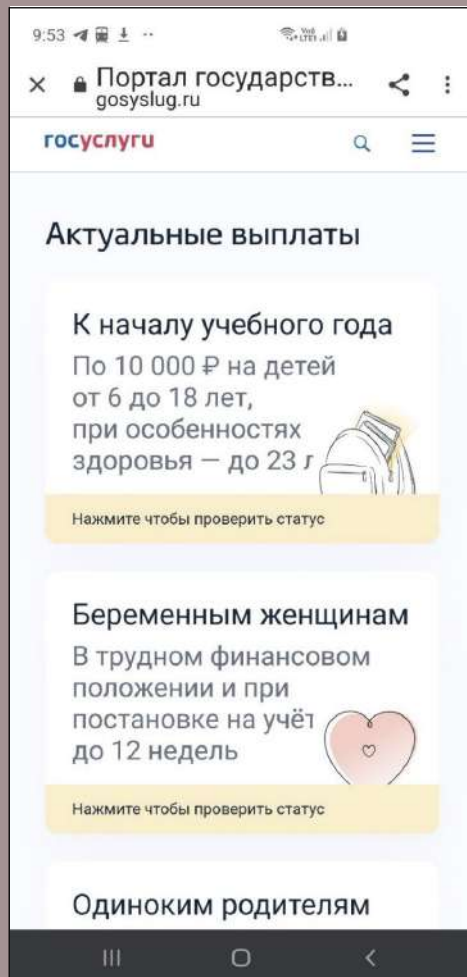 9:53
Портал государств...
gosyslug.ru
госуслуги
Актуальные выплаты
К началу учебного года
По 10 000 ₽ на детей
от 6 до 18 лет,
при особенностях
здоровья — до 23 л
Нажмите чтобы проверить статус
Беременным женщинам
В трудном финансовом
положении и при
постановке на учёт
до 12 недель
Нажмите чтобы проверить статус
Одиноким родителям